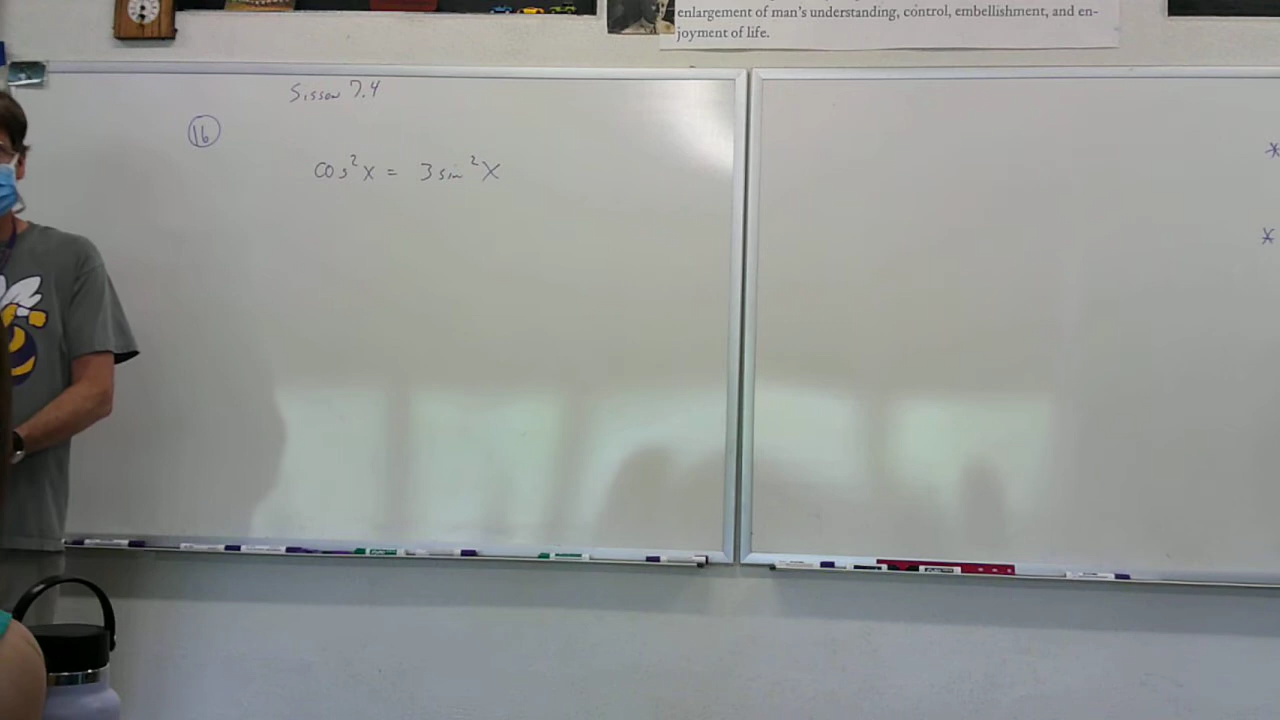 enlargement of man's understanding, control, embellishment, and en-
joyment of life.
Sisson 7.4
16
cos²x = 3sin²x
*
*